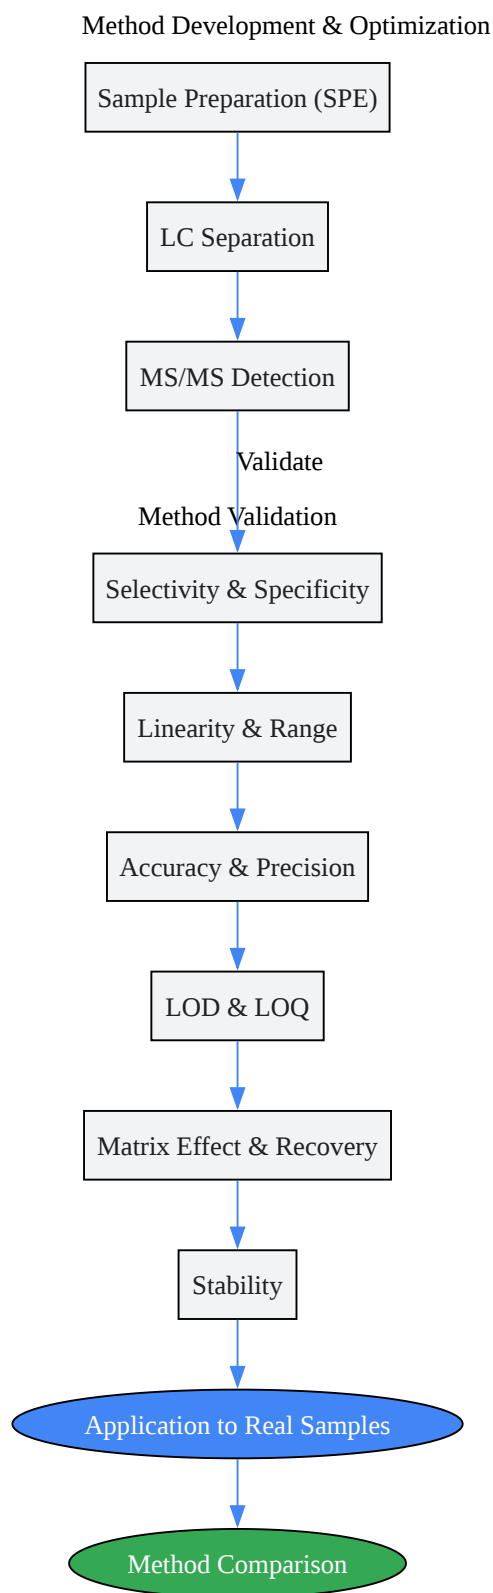 Method Development & Optimization
Sample Preparation (SPE)
LC Separation
MS/MS Detection
Validate
Method Validation
Selectivity & Specificity
Linearity & Range
Accuracy & Precision
LOD & LOQ
Matrix Effect & Recovery
Stability
Application to Real Samples
Method Comparison